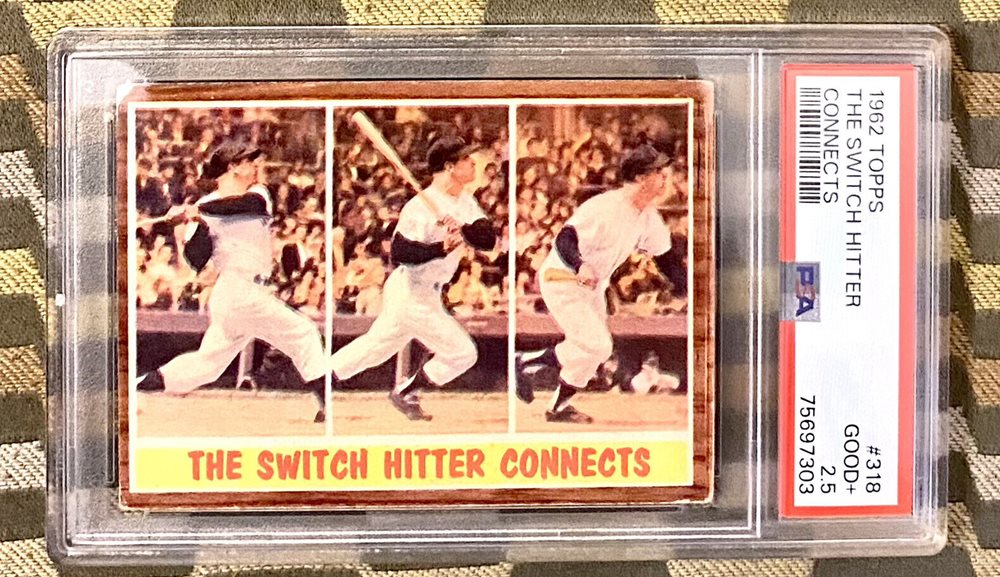 THE SWITCH HITTER CONNECTS
1962 TOPPS
THE SWITCH HITTER
CONNECTS
PSA
#318
GOOD+
2.5
75697303